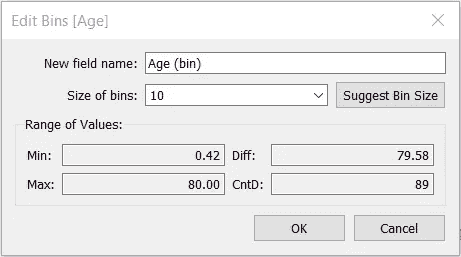 Edit Bins [Age]
New field name: Age (bin)
Size of bins: 10 Suggest Bin Size
Range of Values:
Min: 0.42 Diff: 79.58
Max: 80.00 CntD: 89
OK Cancel